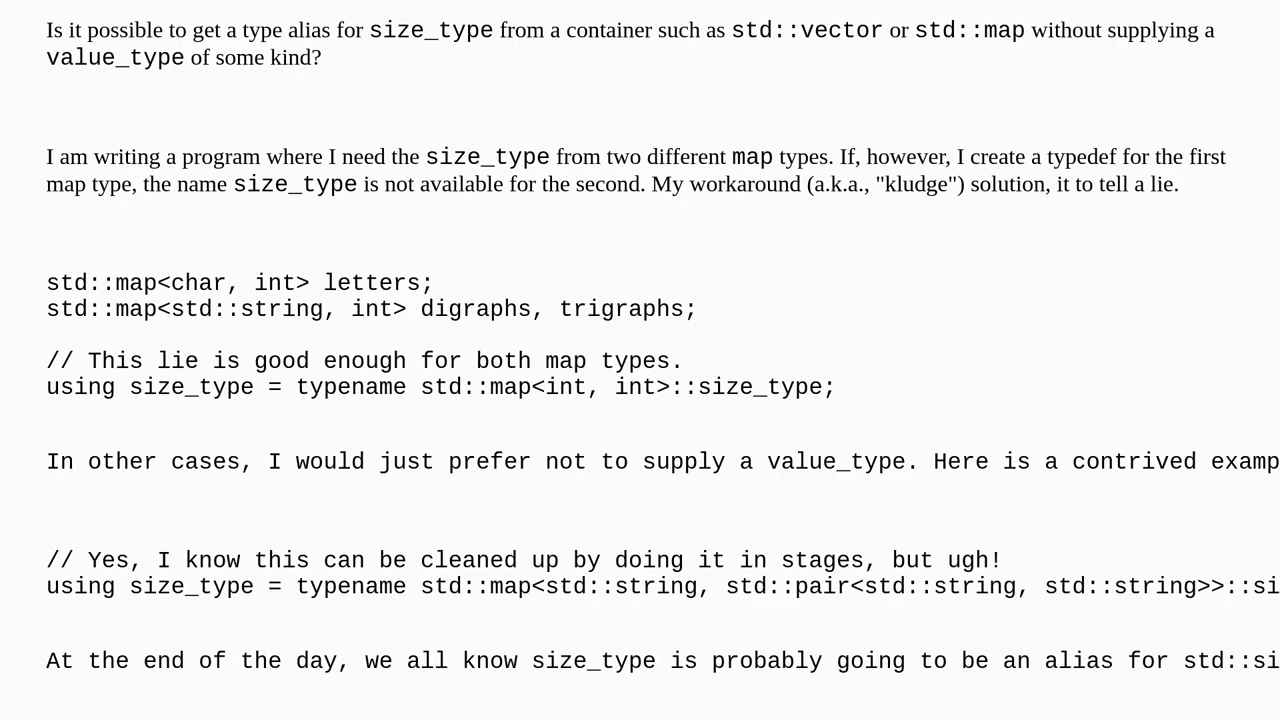 Is it possible to get a type alias for size_type from a container such as std::vector or std::map without supplying a
value_type of some kind?
I am writing a program where I need the size_type from two different map types. If, however, I create a typedef for the first
map type, the name size_type is not available for the second. My workaround (a.k.a., "kludge") solution, it to tell a lie.
std::map<char, int> letters;
std::map<std::string, int> digraphs, trigraphs;
// This lie is good enough for both map types.
using size_type = typename std::map<int, int>::size_type;
In other cases, I would just prefer not to supply a value_type. Here is a contrived examp
// Yes, I know this can be cleaned up by doing it in stages, but ugh!
using size_type = typename std::map<std::string, std::pair<std::string, std::string>>::si
At the end of the day, we all know size_type is probably going to be an alias for std::si